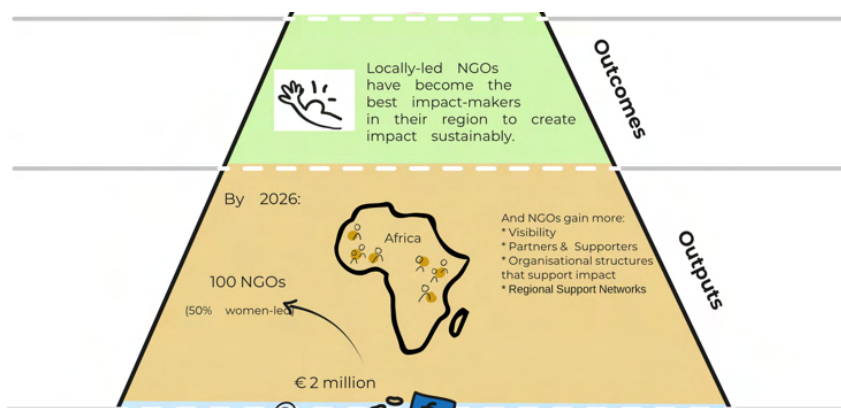 Locally-led NGOs
have become the
best impact-makers
in their region to create
impact sustainably.
Outcomes
By 2026:
Africa
And NGOs gain more:
* Visibility
* Partners & Supporters
* Organisational structures
that support impact
* Regional Support Networks
Outputs
100 NGOs
(50% women-led)
€ 2 million